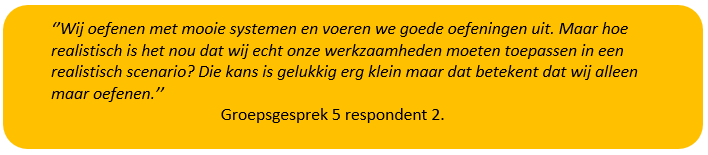 ‘’Wij oefenen met mooie systemen en voeren we goede oefeningen uit. Maar hoe
realistisch is het nou dat wij echt onze werkzaamheden moeten toepassen in een
realistisch scenario? Die kans is gelukkig erg klein maar dat betekent dat wij alleen
maar oefenen.’’
Groepsgesprek 5 respondent 2.